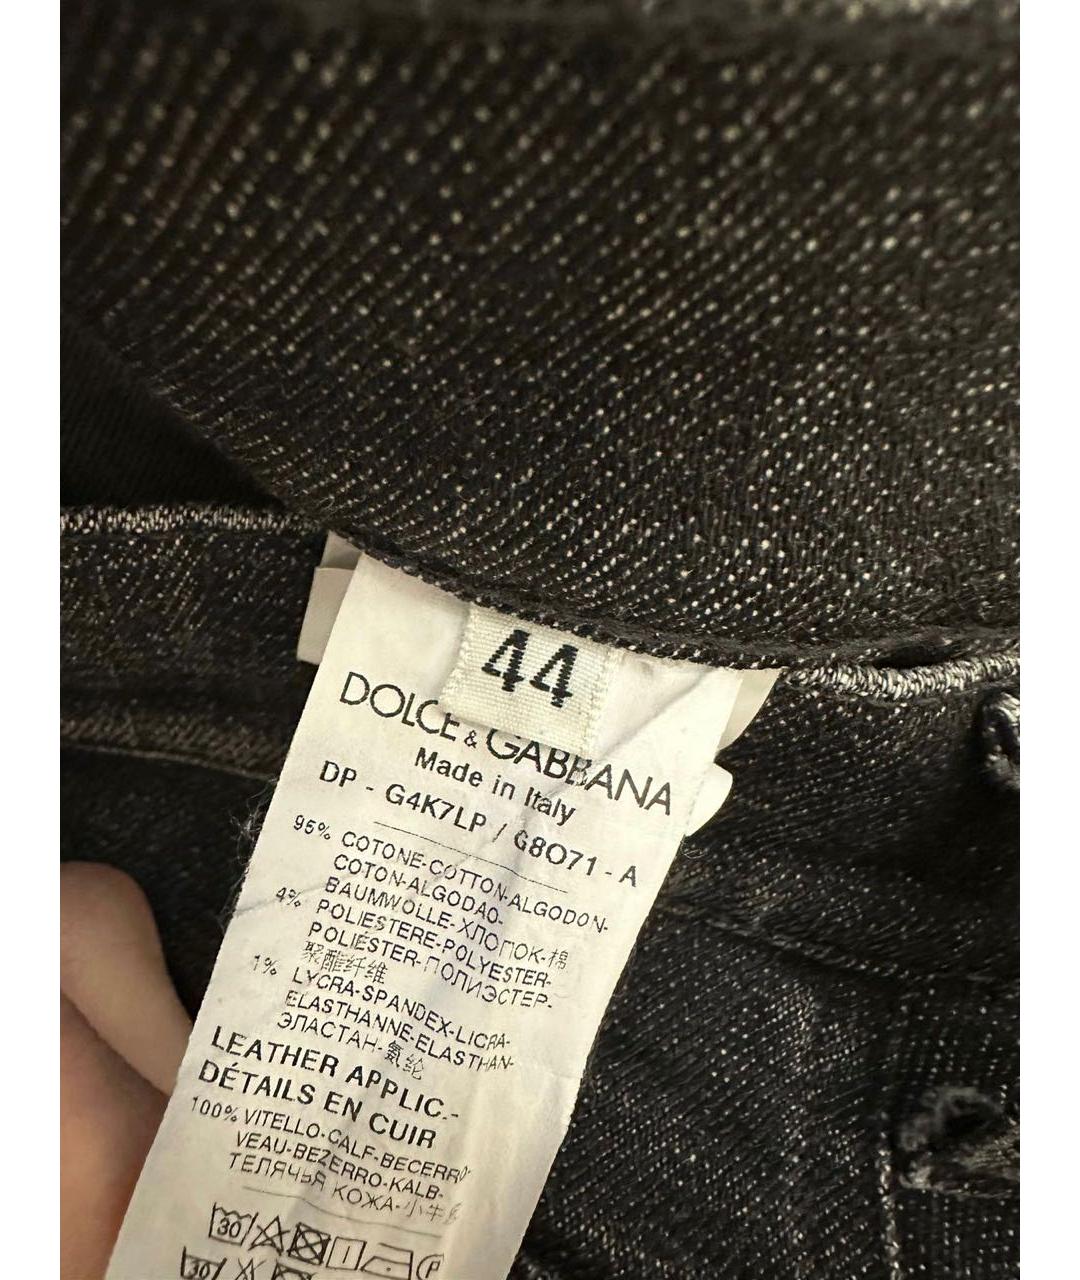 44
DOLCE & GABBANA
Made in Italy
DP - G4K7LP / G8O71 - A
95% COTONE-COTTON-ALGODON-
COTON-ALGODAO-
BAUMWOLLE-ХЛОПОК-棉
4% POLIESTERE-POLYESTER-
POLIÉSTER-ПОЛИЭСТЕР-
聚酯纤维
1% LYCRA-SPANDEX-LICRA-
ELASTHANNE-ELASTHAN-
ЭЛАСТАН-氨纶
LEATHER APPLIC.-
DÉTAILS EN CUIR
100% VITELLO-CALF-BECERRO-
VEAU-BEZERRO-KALB-
ТЕЛЯЧЬЯ КОЖА-小牛
30 P
30